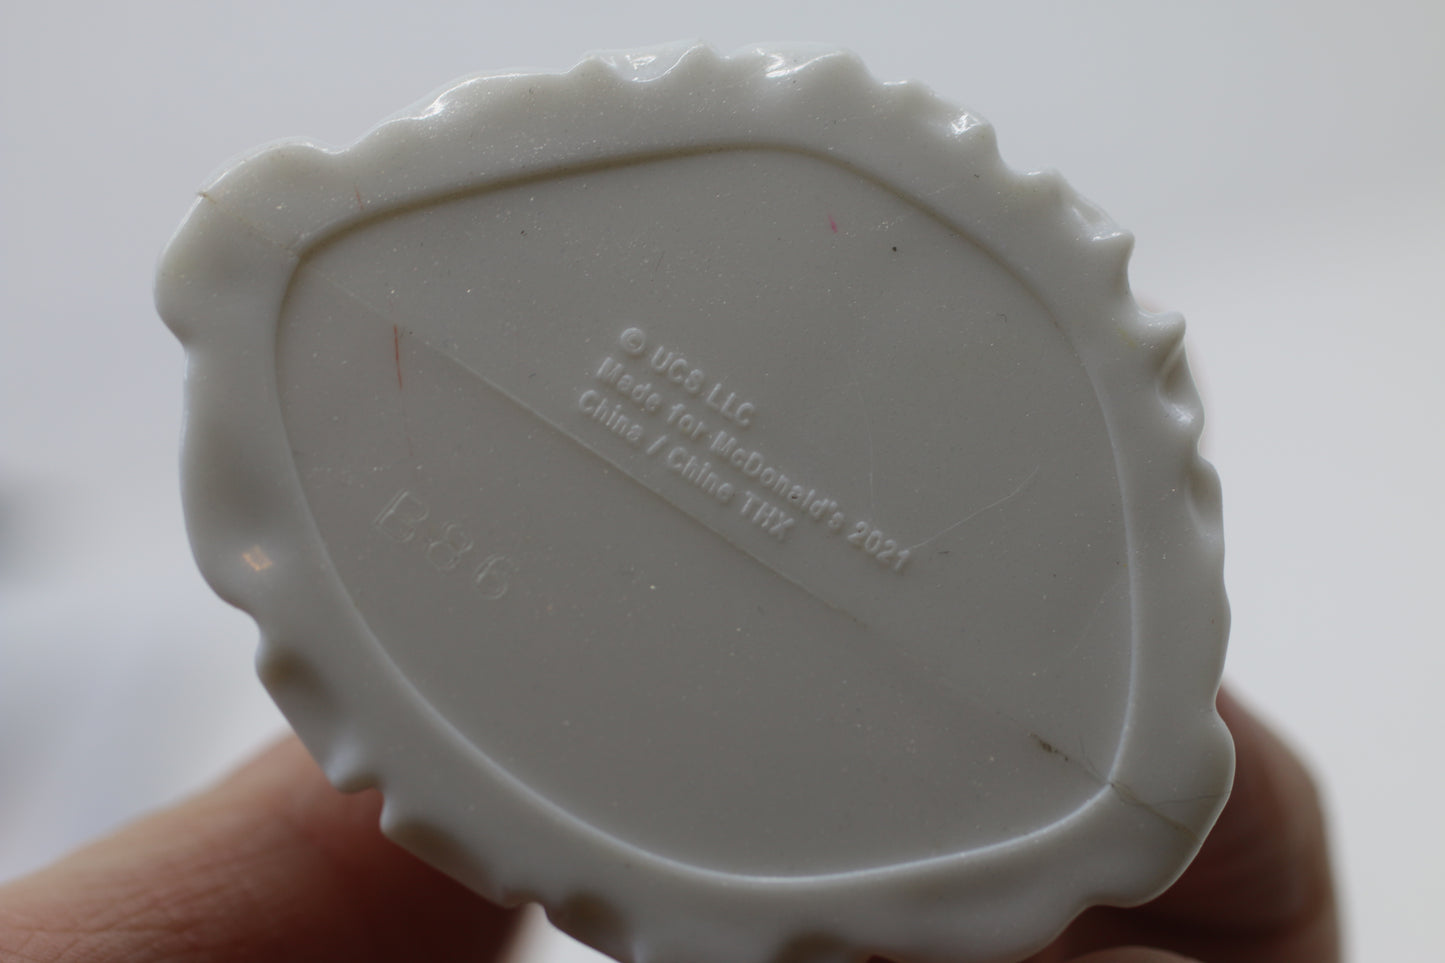 © UCS LLC
Made for McDonald's 2021
China / Chine THX
B86